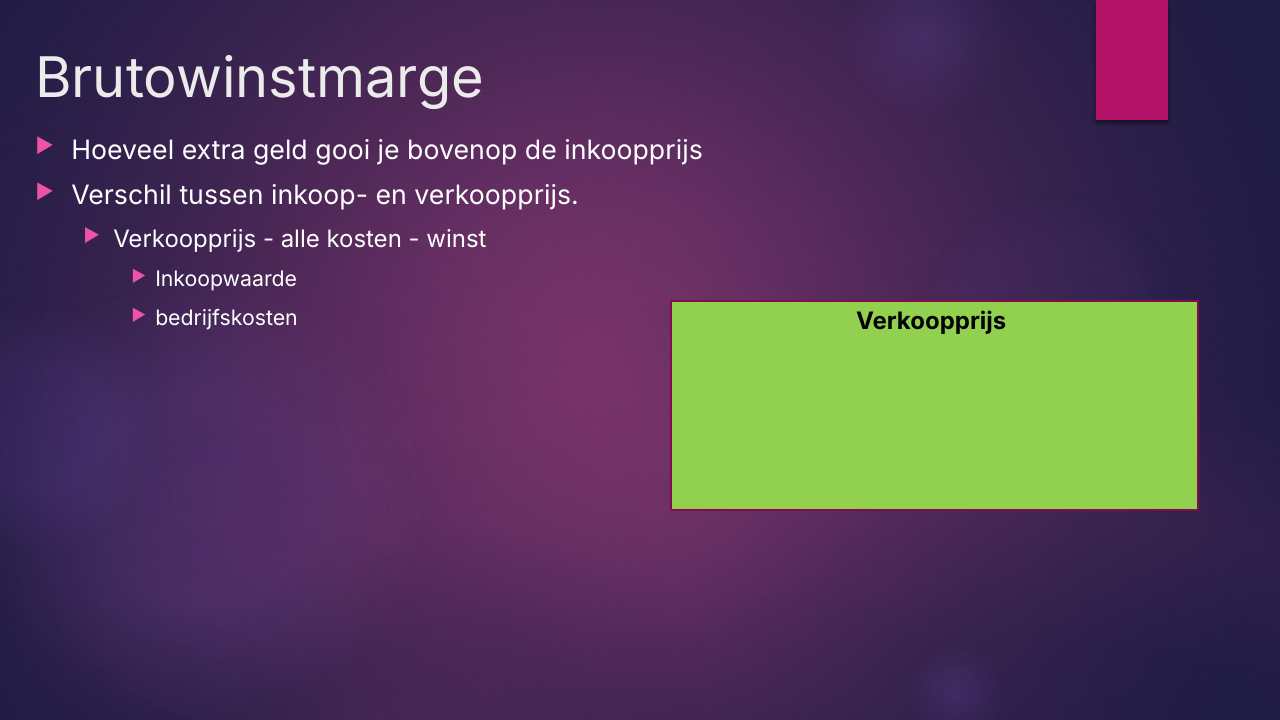 Brutowinstmarge
Hoeveel extra geld gooi je bovenop de inkoopprijs
Verschil tussen inkoop- en verkoopprijs.
Verkoopprijs - alle kosten - winst
Inkoopwaarde
bedrijfskosten
Verkoopprijs